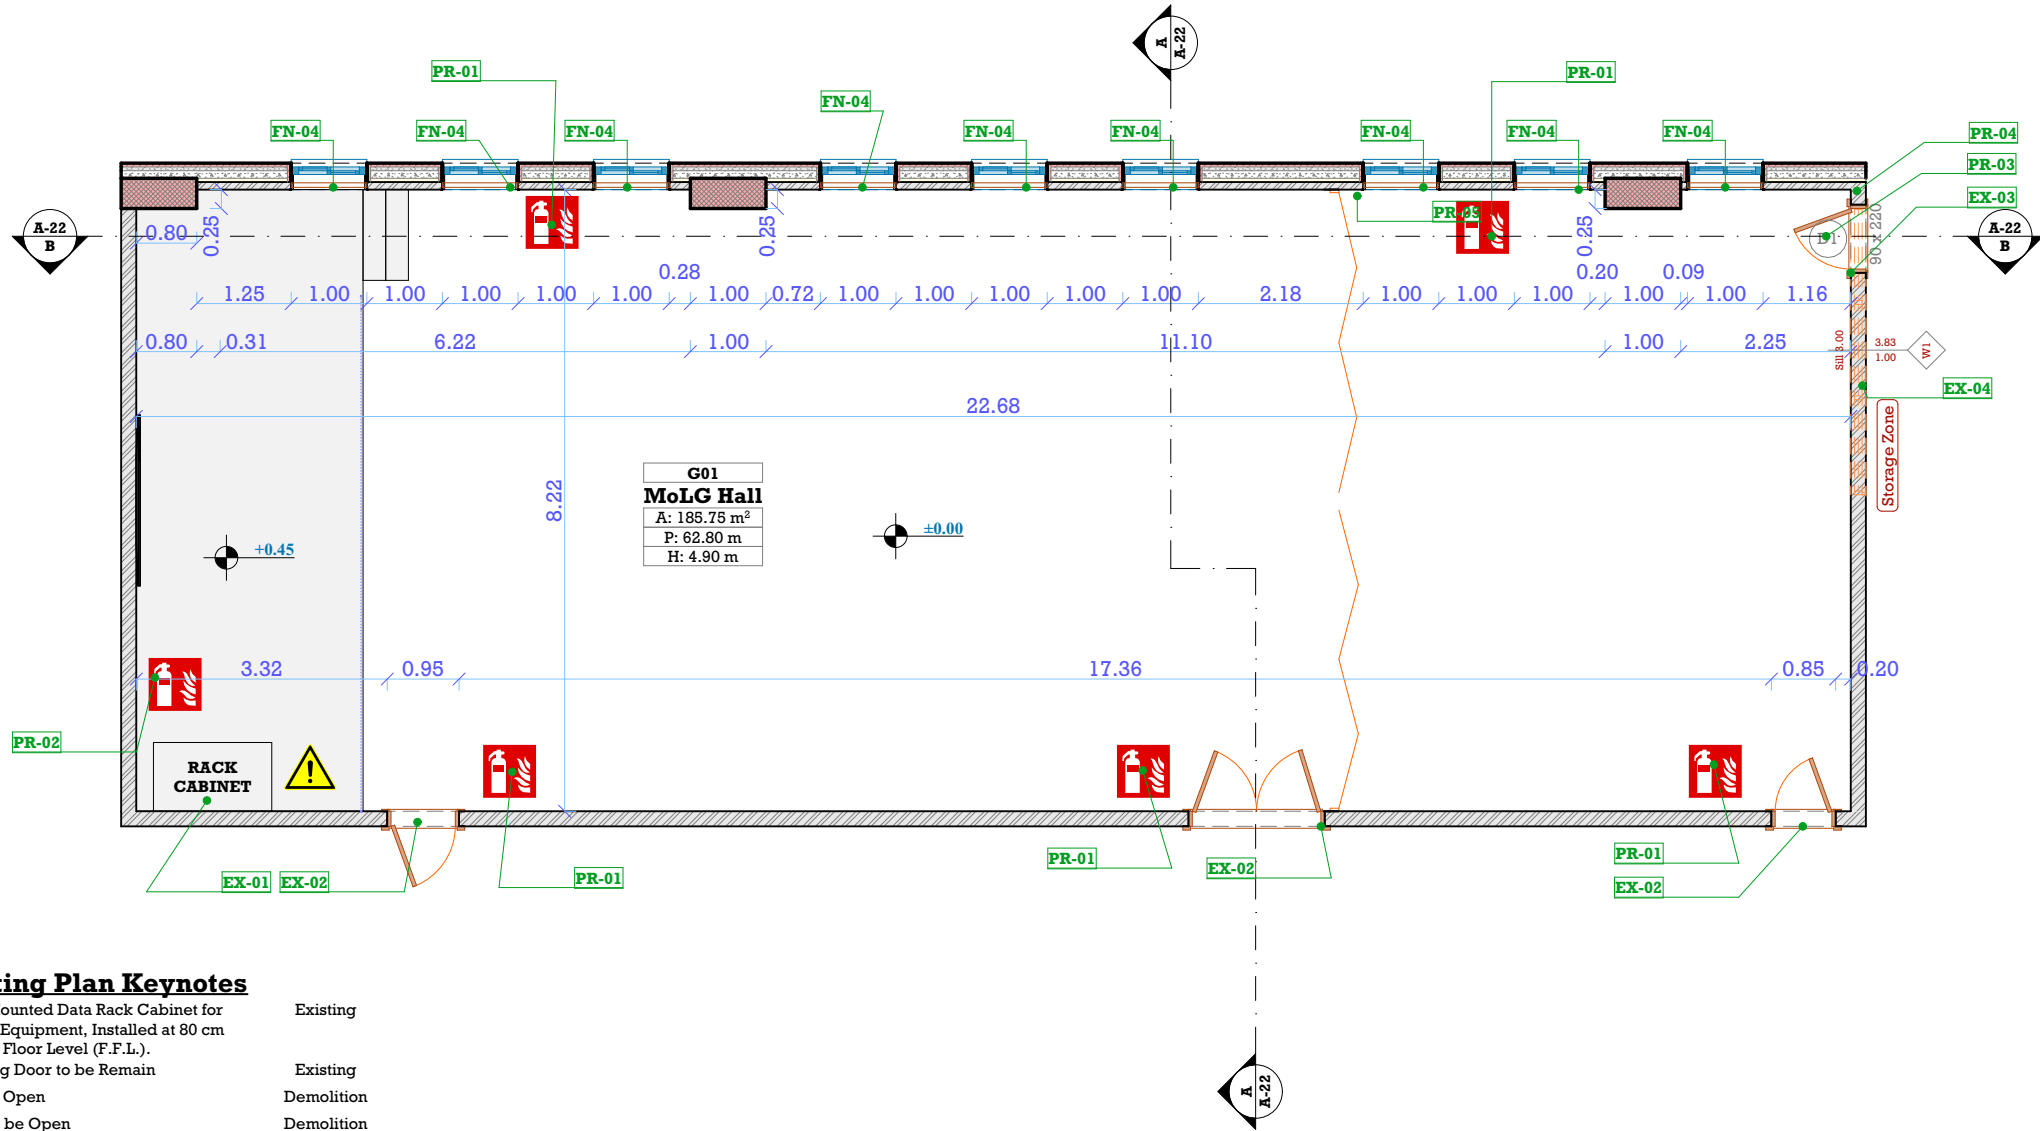 A
A-22
PR-01
PR-01
FN-04
FN-04
FN-04
FN-04
FN-04
FN-04
FN-04
FN-04
FN-04
PR-04
PR-03
EX-03
A-22
B
0.80
0.25
0.25
PR-03
0.25
D1
90 x 220
A-22
B
0.28
0.20
0.09
1.25
1.00
1.00
1.00
1.00
1.00
1.00
0.72
1.00
1.00
1.00
1.00
1.00
2.18
1.00
1.00
1.00
1.00
1.00
1.16
0.80
0.31
6.22
1.00
11.10
1.00
2.25
Sill 3.00
3.83
1.00
W1
EX-04
22.68
Storage Zone
8.22
G01
MoLG Hall
A: 185.75 m²
P: 62.80 m
H: 4.90 m
+0.45
±0.00
3.32
0.95
17.36
0.85
0.20
PR-02
RACK
CABINET
EX-01
EX-02
PR-01
PR-01
EX-02
PR-01
EX-02
ting Plan Keynotes
ounted Data Rack Cabinet for
Existing
Equipment, Installed at 80 cm
Floor Level (F.F.L.).
g Door to be Remain
Existing
Open
Demolition
be Open
Demolition
A
A-22